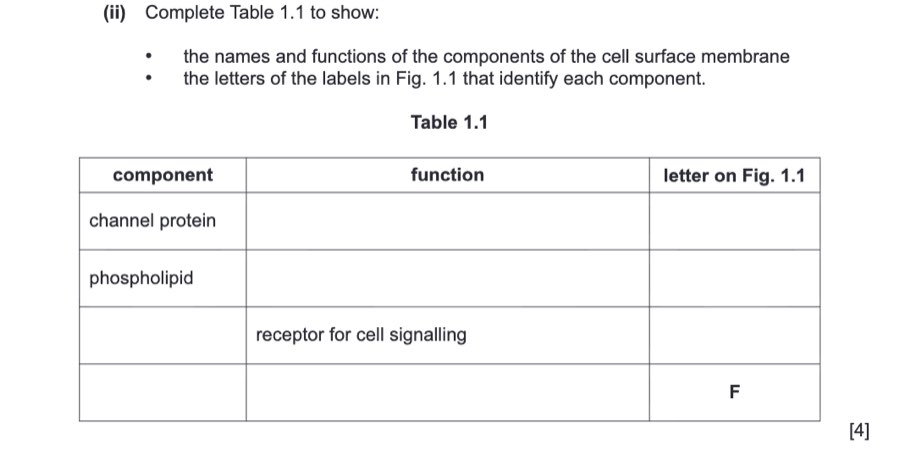 (ii) Complete Table 1.1 to show:
• the names and functions of the components of the cell surface membrane
• the letters of the labels in Fig. 1.1 that identify each component.
Table 1.1
component function letter on Fig. 1.1
channel protein
phospholipid
receptor for cell signalling
F
[4]